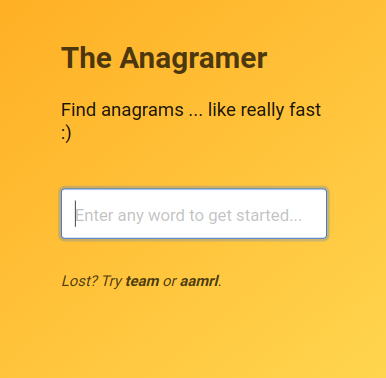 The Anagramer
Find anagrams ... like really fast
:)
Enter any word to get started...
Lost? Try team or aamrl.